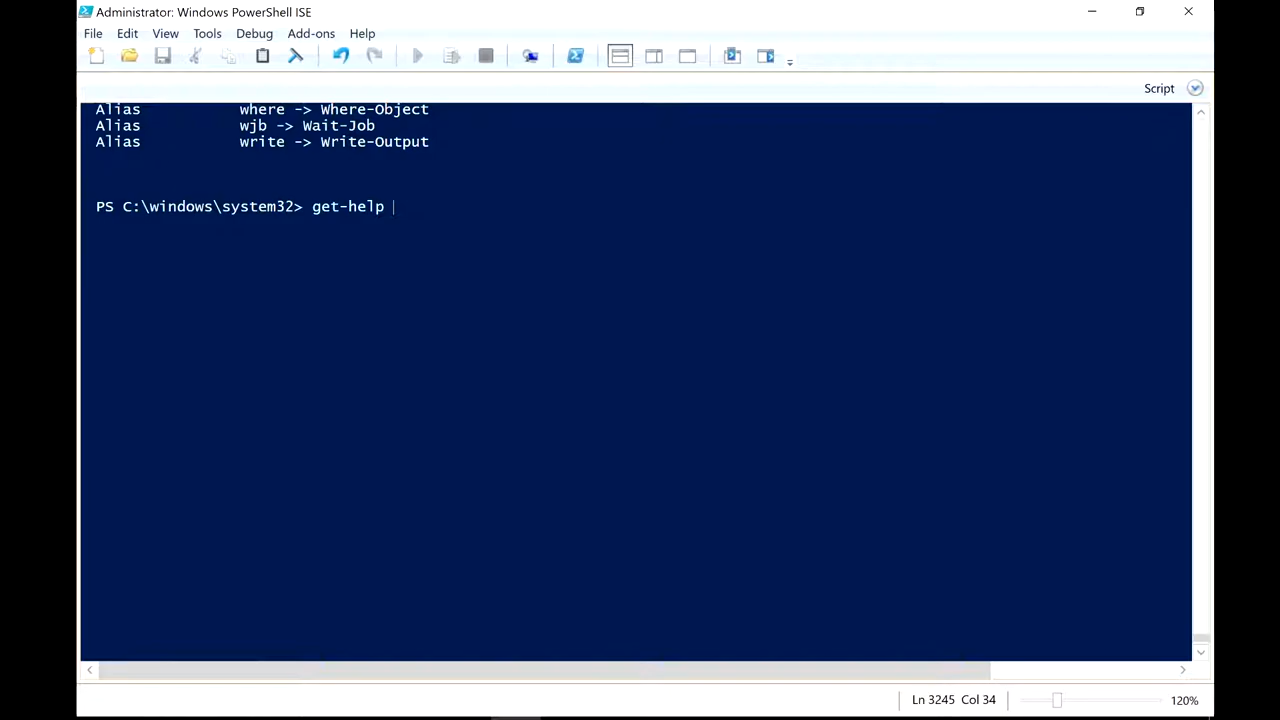 Administrator: Windows PowerShell ISE
File Edit View Tools Debug Add-ons Help
Script
Alias where -> Where-Object
Alias wjb -> Wait-Job
Alias write -> Write-Output
PS C:\windows\system32> get-help
Ln 3245 Col 34 120%